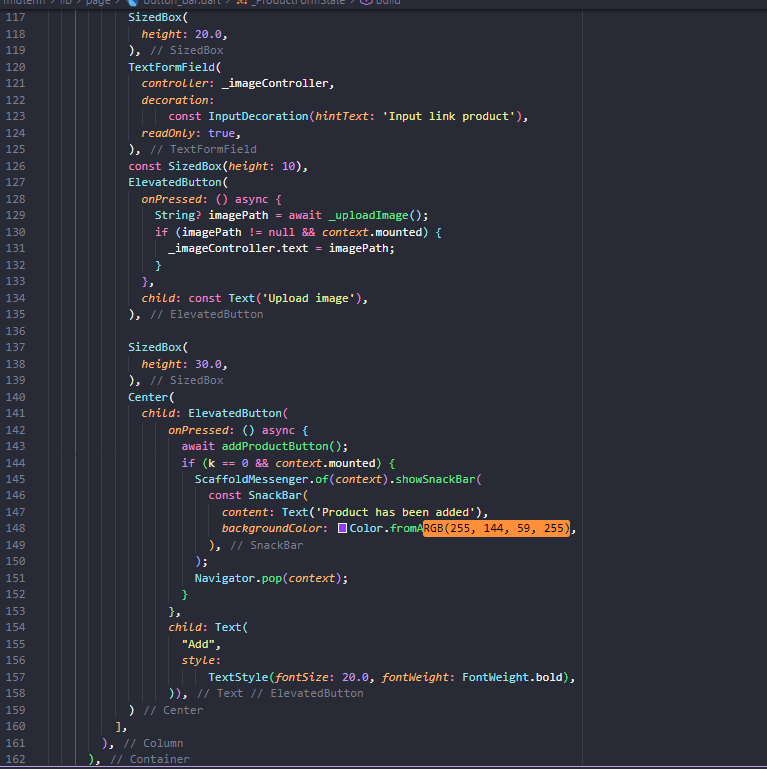 midterm > lib > page > button_bar.dart > _ProductFormState > build
117 SizedBox(
118 height: 20.0,
119 ), // SizedBox
120 TextFormField(
121 controller: _imageController,
122 decoration:
123 const InputDecoration(hintText: 'Input link product'),
124 readOnly: true,
125 ), // TextFormField
126 const SizedBox(height: 10),
127 ElevatedButton(
128 onPressed: () async {
129 String? imagePath = await _uploadImage();
130 if (imagePath != null && context.mounted) {
131 _imageController.text = imagePath;
132 }
133 },
134 child: const Text('Upload image'),
135 ), // ElevatedButton
136
137 SizedBox(
138 height: 30.0,
139 ), // SizedBox
140 Center(
141 child: ElevatedButton(
142 onPressed: () async {
143 await addProductButton();
144 if (k == 0 && context.mounted) {
145 ScaffoldMessenger.of(context).showSnackBar(
146 const SnackBar(
147 content: Text('Product has been added'),
148 backgroundColor: Color.fromARGB(255, 144, 59, 255),
149 ), // SnackBar
150 );
151 Navigator.pop(context);
152 }
153 },
154 child: Text(
155 "Add",
156 style:
157 TextStyle(fontSize: 20.0, fontWeight: FontWeight.bold),
158 )), // Text // ElevatedButton
159 ) // Center
160 ],
161 ), // Column
162 ), // Container